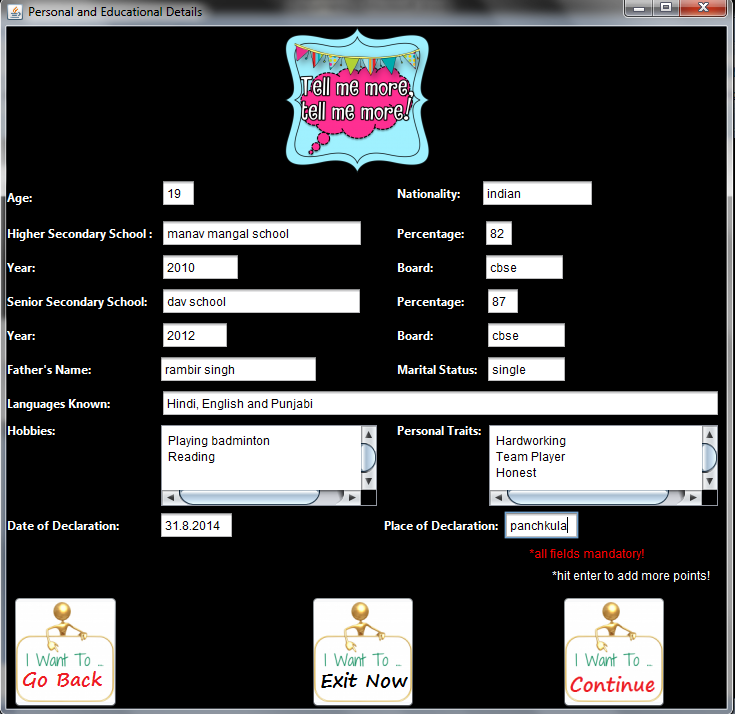 Personal and Educational Details
Tell me more,
tell me more!
Age: 19 Nationality: indian
Higher Secondary School : manav mangal school Percentage: 82
Year: 2010 Board: cbse
Senior Secondary School: dav school Percentage: 87
Year: 2012 Board: cbse
Father's Name: rambir singh Marital Status: single
Languages Known: Hindi, English and Punjabi
Hobbies: Playing badminton Personal Traits: Hardworking
Reading Team Player
Honest
Date of Declaration: 31.8.2014 Place of Declaration: panchkula
*all fields mandatory!
*hit enter to add more points!
I Want To ... I Want To ... I Want To ...
Go Back Exit Now Continue